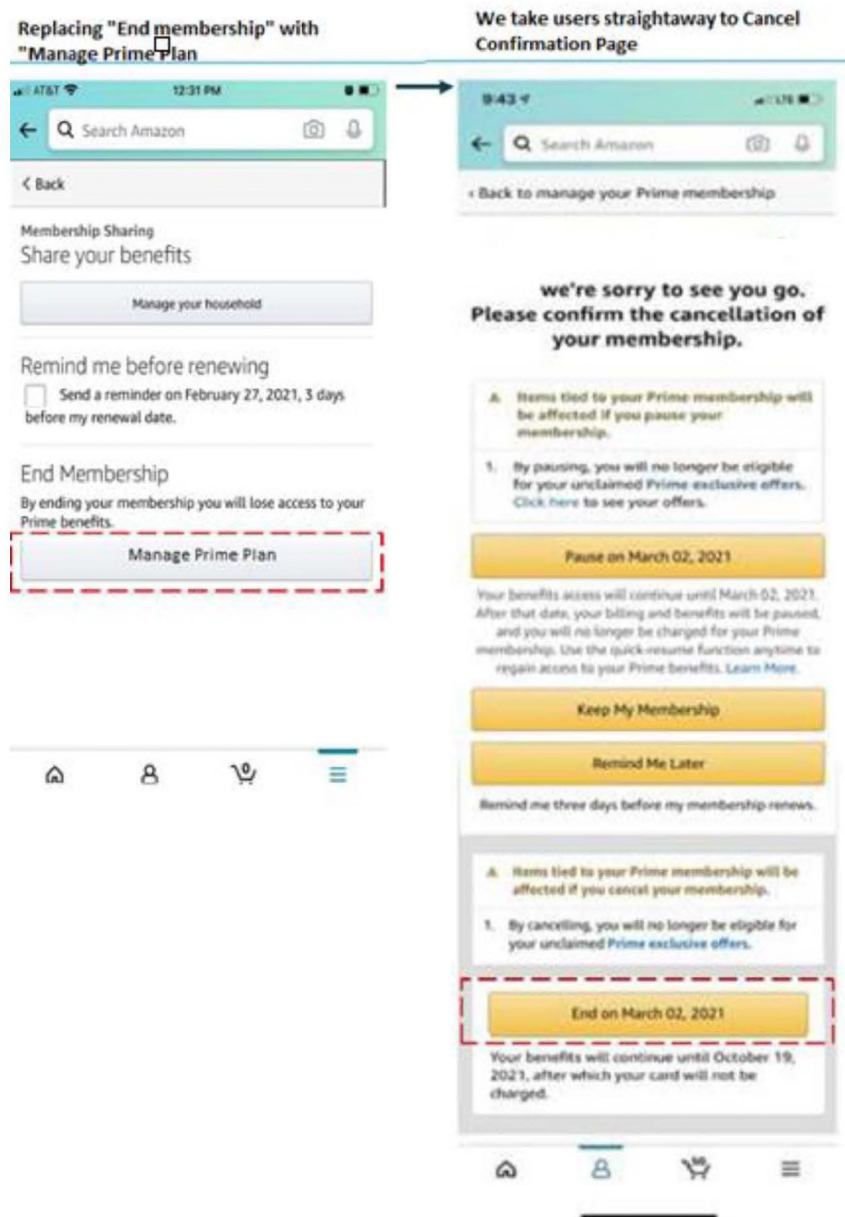 Replacing "End membership" with
"Manage Prime Plan
AT&T
12:31 PM
Search Amazon
< Back
Membership Sharing
Share your benefits
Manage your household
Remind me before renewing
Send a reminder on February 27, 2021, 3 days
before my renewal date.
End Membership
By ending your membership you will lose access to your
Prime benefits.
Manage Prime Plan
0
We take users straightaway to Cancel
Confirmation Page
9:43
LTE
Search Amazon
‹ Back to manage your Prime membership
we're sorry to see you go.
Please confirm the cancellation of
your membership.
Items tied to your Prime membership will
be affected if you pause your
membership.
1. By pausing, you will no longer be eligible
for your unclaimed Prime exclusive offers.
Click here to see your offers.
Pause on March 02, 2021
Your benefits access will continue until March 02, 2021.
After that date, your billing and benefits will be paused,
and you will no longer be charged for your Prime
membership. Use the quick-resume function anytime to
regain access to your Prime benefits. Learn More.
Keep My Membership
Remind Me Later
Remind me three days before my membership renews.
Items tied to your Prime membership will be
affected if you cancel your membership.
1. By cancelling, you will no longer be eligible for
your unclaimed Prime exclusive offers.
End on March 02, 2021
Your benefits will continue until October 19,
2021, after which your card will not be
charged.